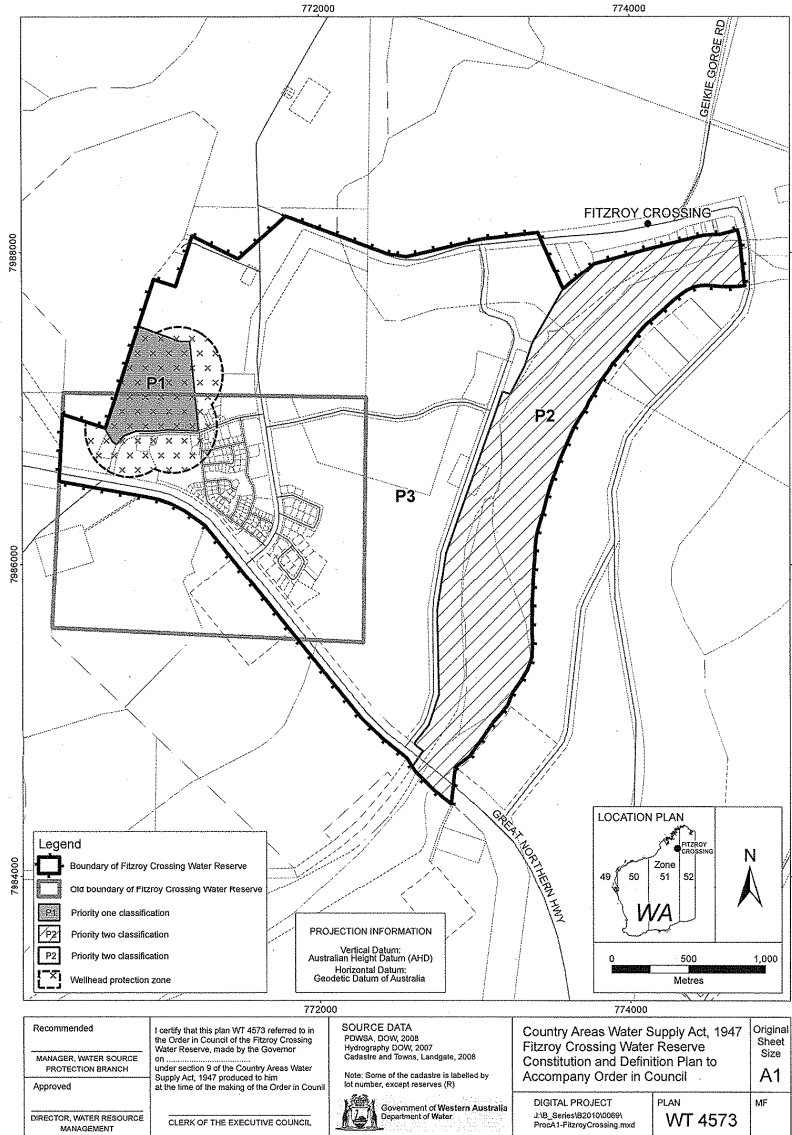 772000
774000
GEIKIE GORGE RD
FITZROY CROSSING
7988000
P1
P2
P3
7986000
7984000
GREAT NORTHERN HWY
Legend
Boundary of Fitzroy Crossing Water Reserve
Old boundary of Fitzroy Crossing Water Reserve
P1 Priority one classification
P2 Priority two classification
P2 Priority two classification
Wellhead protection zone
PROJECTION INFORMATION
Vertical Datum:
Australian Height Datum (AHD)
Horizontal Datum:
Geodetic Datum of Australia
LOCATION PLAN
FITZROY
CROSSING
Zone
49 50 51 52
WA
N
0 500 1,000
Metres
772000
774000
Recommended
MANAGER, WATER SOURCE
PROTECTION BRANCH
Approved
DIRECTOR, WATER RESOURCE
MANAGEMENT
I certify that this plan WT 4573 referred to in
the Order in Council of the Fitzroy Crossing
Water Reserve, made by the Governor
on ..............................
under section 9 of the Country Areas Water
Supply Act, 1947 produced to him
at the time of the making of the Order in Counil
CLERK OF THE EXECUTIVE COUNCIL
SOURCE DATA
PDWSA, DOW, 2008
Hydrography DOW, 2007
Cadastre and Towns, Landgate, 2008
Note: Some of the cadastre is labelled by
lot number, except reserves (R)
Government of Western Australia
Department of Water
Country Areas Water Supply Act, 1947
Fitzroy Crossing Water Reserve
Constitution and Definition Plan to
Accompany Order in Council
Original
Sheet
Size
A1
DIGITAL PROJECT
J:\B_Series\B2010\0089\
ProcA1-FitzroyCrossing.mxd
PLAN
WT 4573
MF